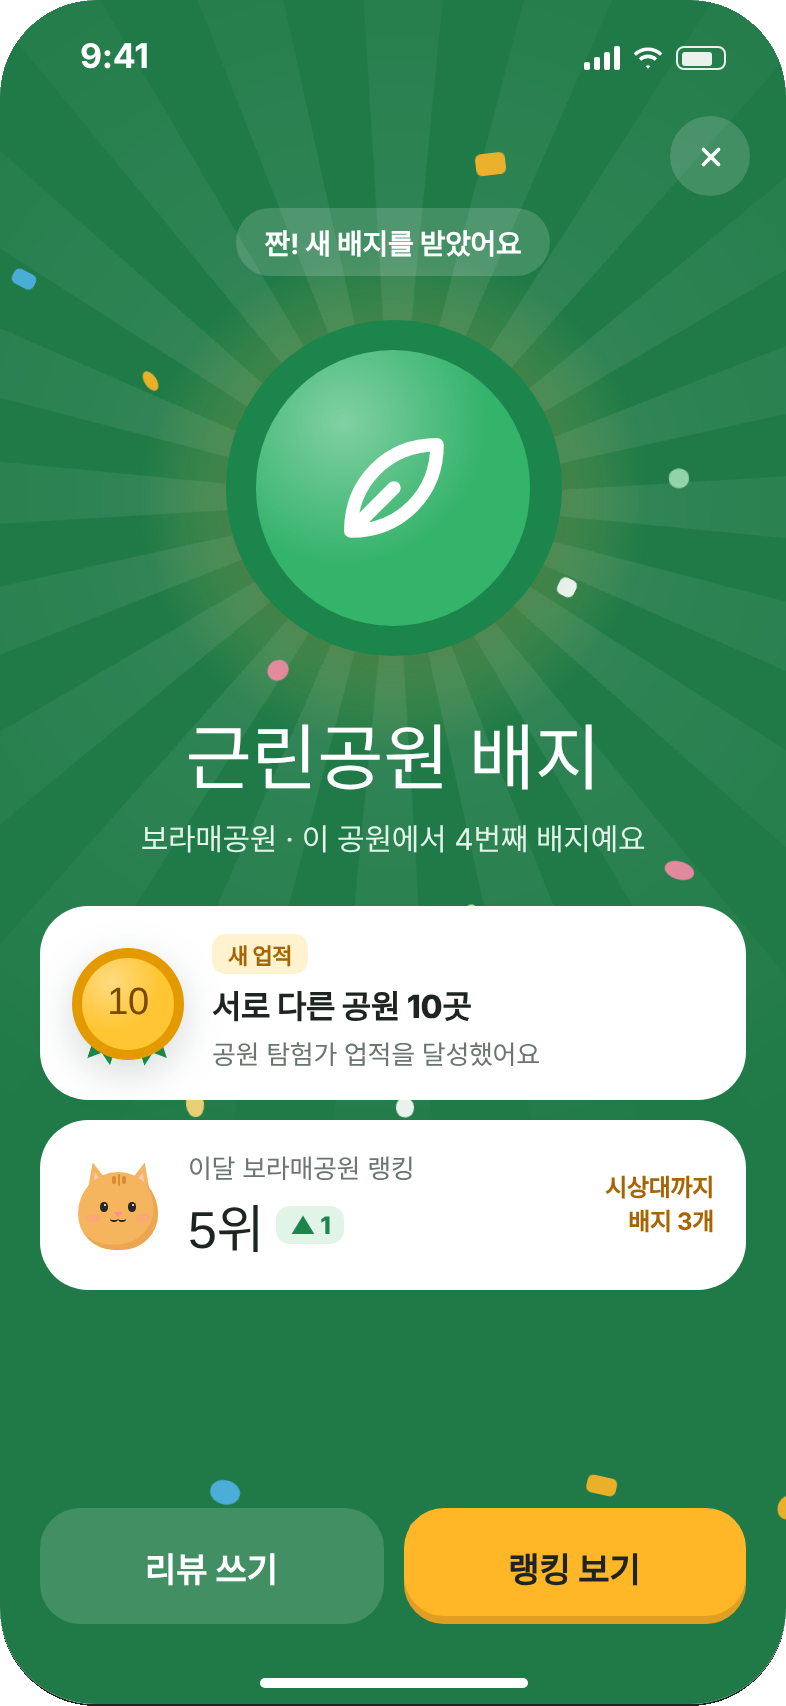 9:41
짠! 새 배지를 받았어요
근린공원 배지
보라매공원 · 이 공원에서 4번째 배지예요
새 업적
10
서로 다른 공원 10곳
공원 탐험가 업적을 달성했어요
이달 보라매공원 랭킹
5위 ▲ 1
시상대까지
배지 3개
리뷰 쓰기
랭킹 보기